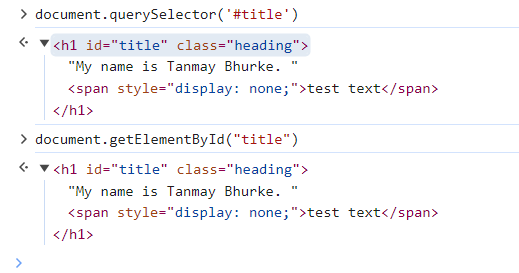 document.querySelector('#title')
<h1 id="title" class="heading">
"My name is Tanmay Bhurke. "
<span style="display: none;">test text</span>
</h1>
document.getElementById("title")
<h1 id="title" class="heading">
"My name is Tanmay Bhurke. "
<span style="display: none;">test text</span>
</h1>